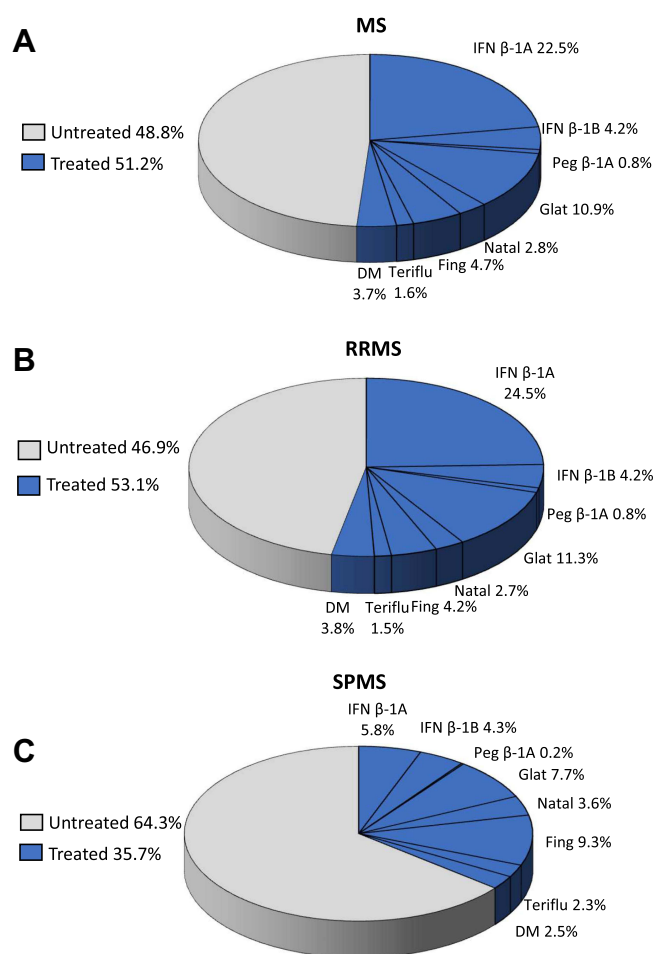 A
MS
IFN β-1A 22.5%
Untreated 48.8%
Treated 51.2%
IFN β-1B 4.2%
Peg β-1A 0.8%
Glat 10.9%
Natal 2.8%
Fing 4.7%
Teriflu
1.6%
DM
3.7%
B
RRMS
IFN β-1A
24.5%
Untreated 46.9%
Treated 53.1%
IFN β-1B 4.2%
Peg β-1A 0.8%
Glat 11.3%
Natal 2.7%
Fing 4.2%
Teriflu
1.5%
DM
3.8%
C
SPMS
IFN β-1A
5.8%
IFN β-1B 4.3%
Peg β-1A 0.2%
Glat 7.7%
Natal 3.6%
Untreated 64.3%
Treated 35.7%
Fing 9.3%
Teriflu 2.3%
DM 2.5%